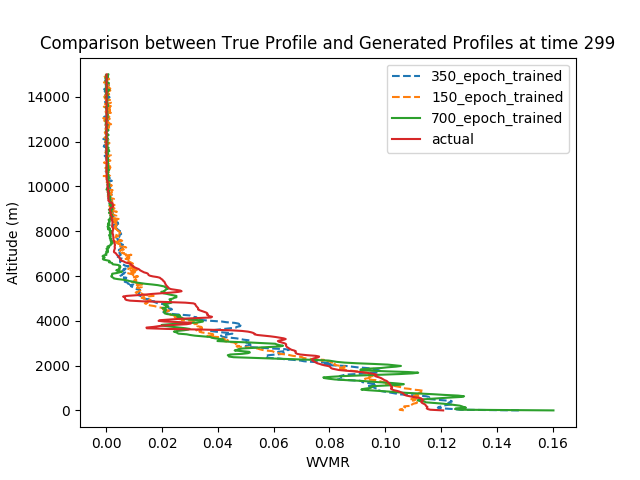 Comparison between True Profile and Generated Profiles at time 299
350_epoch_trained
150_epoch_trained
700_epoch_trained
actual
Altitude (m)
14000
12000
10000
8000
6000
4000
2000
0
0.00 0.02 0.04 0.06 0.08 0.10 0.12 0.14 0.16
WVMR